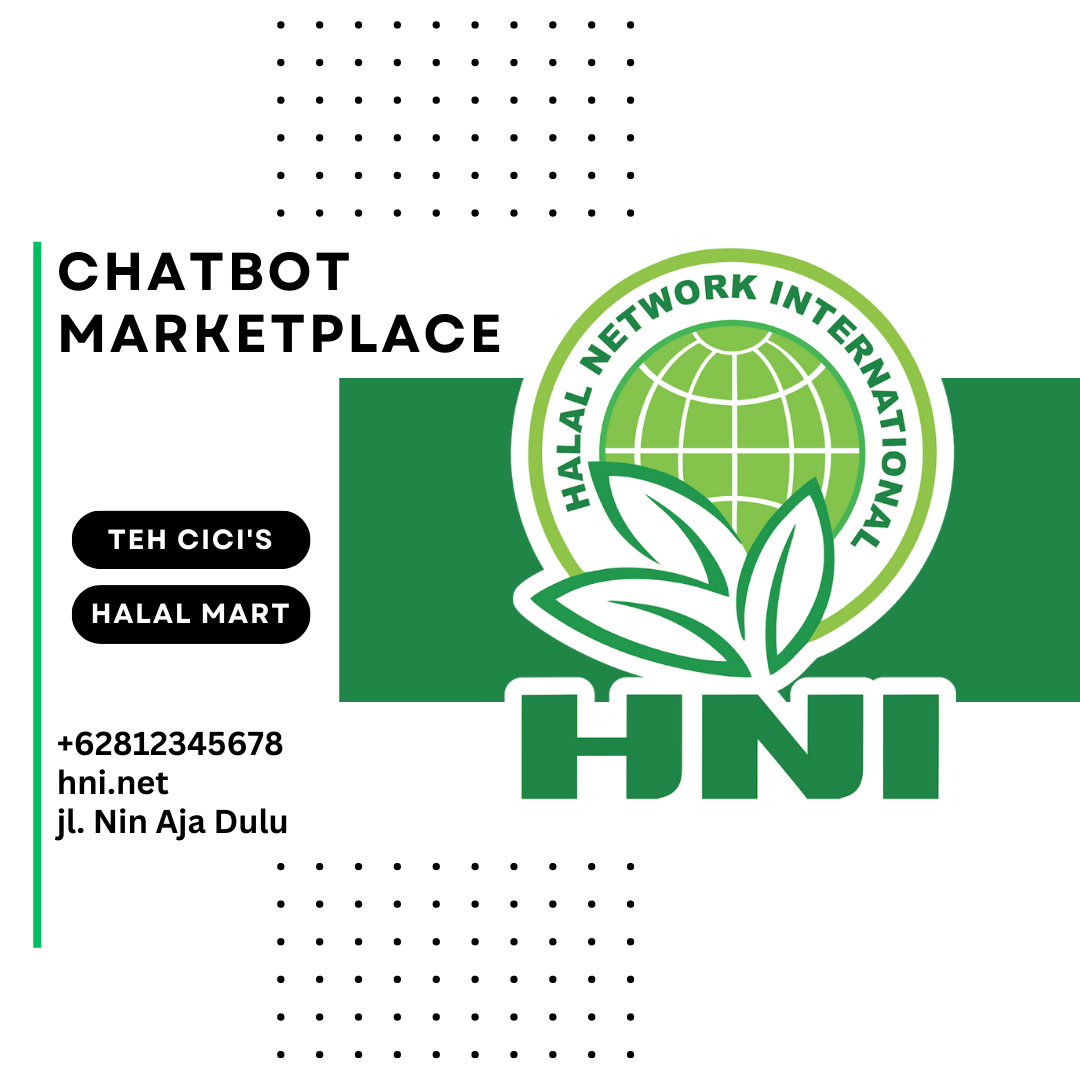 CHATBOT
MARKETPLACE
HALAL NETWORK INTERNATIONAL
TEH CICI'S
HALAL MART
HNI
+62812345678
hni.net
jl. Nin Aja Dulu